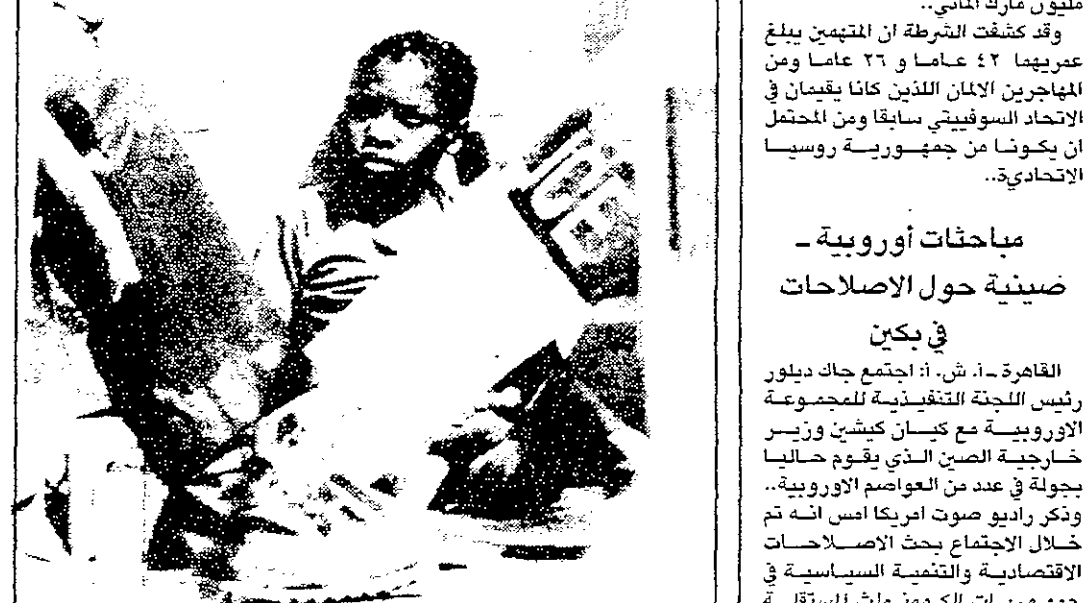 مليون مارك الماني..
وقد كشفت الشرطة ان المتهمين يبلغ
عمريهما ٤٢ عاما و ٢٦ عاما ومن
المهاجرين الالمان اللذين كانا يقيمان في
الاتحاد السوفييتي سابقا ومن المحتمل
ان يكونا من جمهورية روسيا
الاتحادية..
مباحثات أوروبية ـ
صينية حول الاصلاحات
في بكين
القاهرة ـ أ. ش. أ: اجتمع جاك ديلور
رئيس اللجنة التنفيذية للمجموعة
الاوروبية مع كيان كيشين وزير
خارجية الصين الذي يقوم حاليا
بجولة في عدد من العواصم الاوروبية..
وذكر راديو صوت امريكا امس انه تم
خلال الاجتماع بحث الاصلاحات
الاقتصادية والتنمية السياسية في